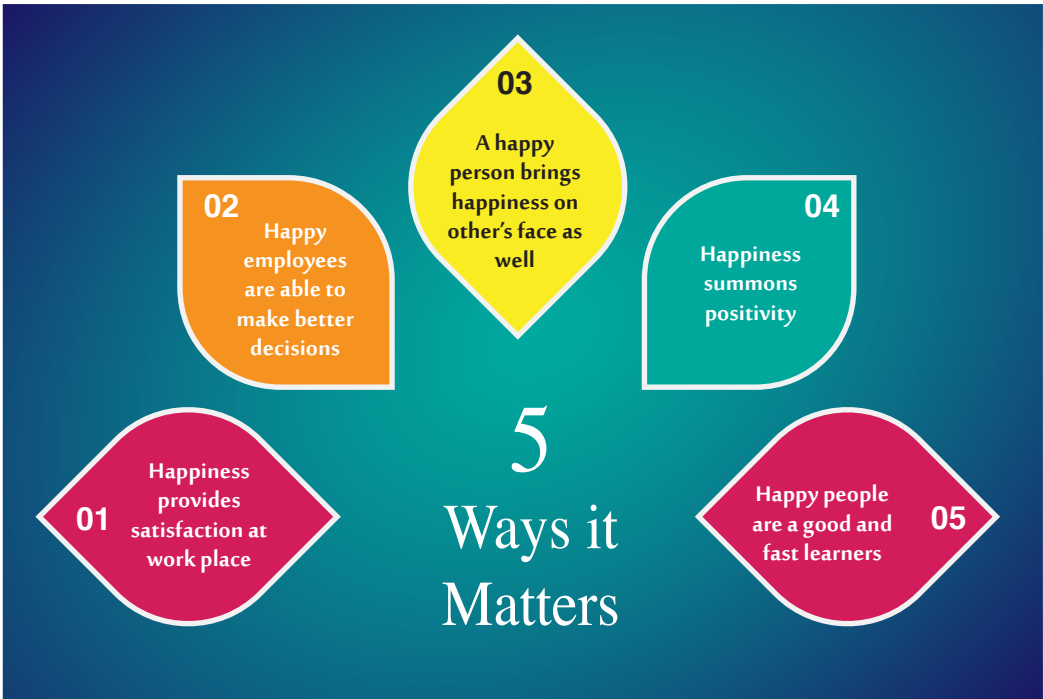 01
Happiness
provides
satisfaction at
work place
02
Happy
employees
are able to
make better
decisions
03
A happy
person brings
happiness on
other’s face as
well
04
Happiness
summons
positivity
05
Happy people
are a good and
fast learners
5
Ways it
Matters